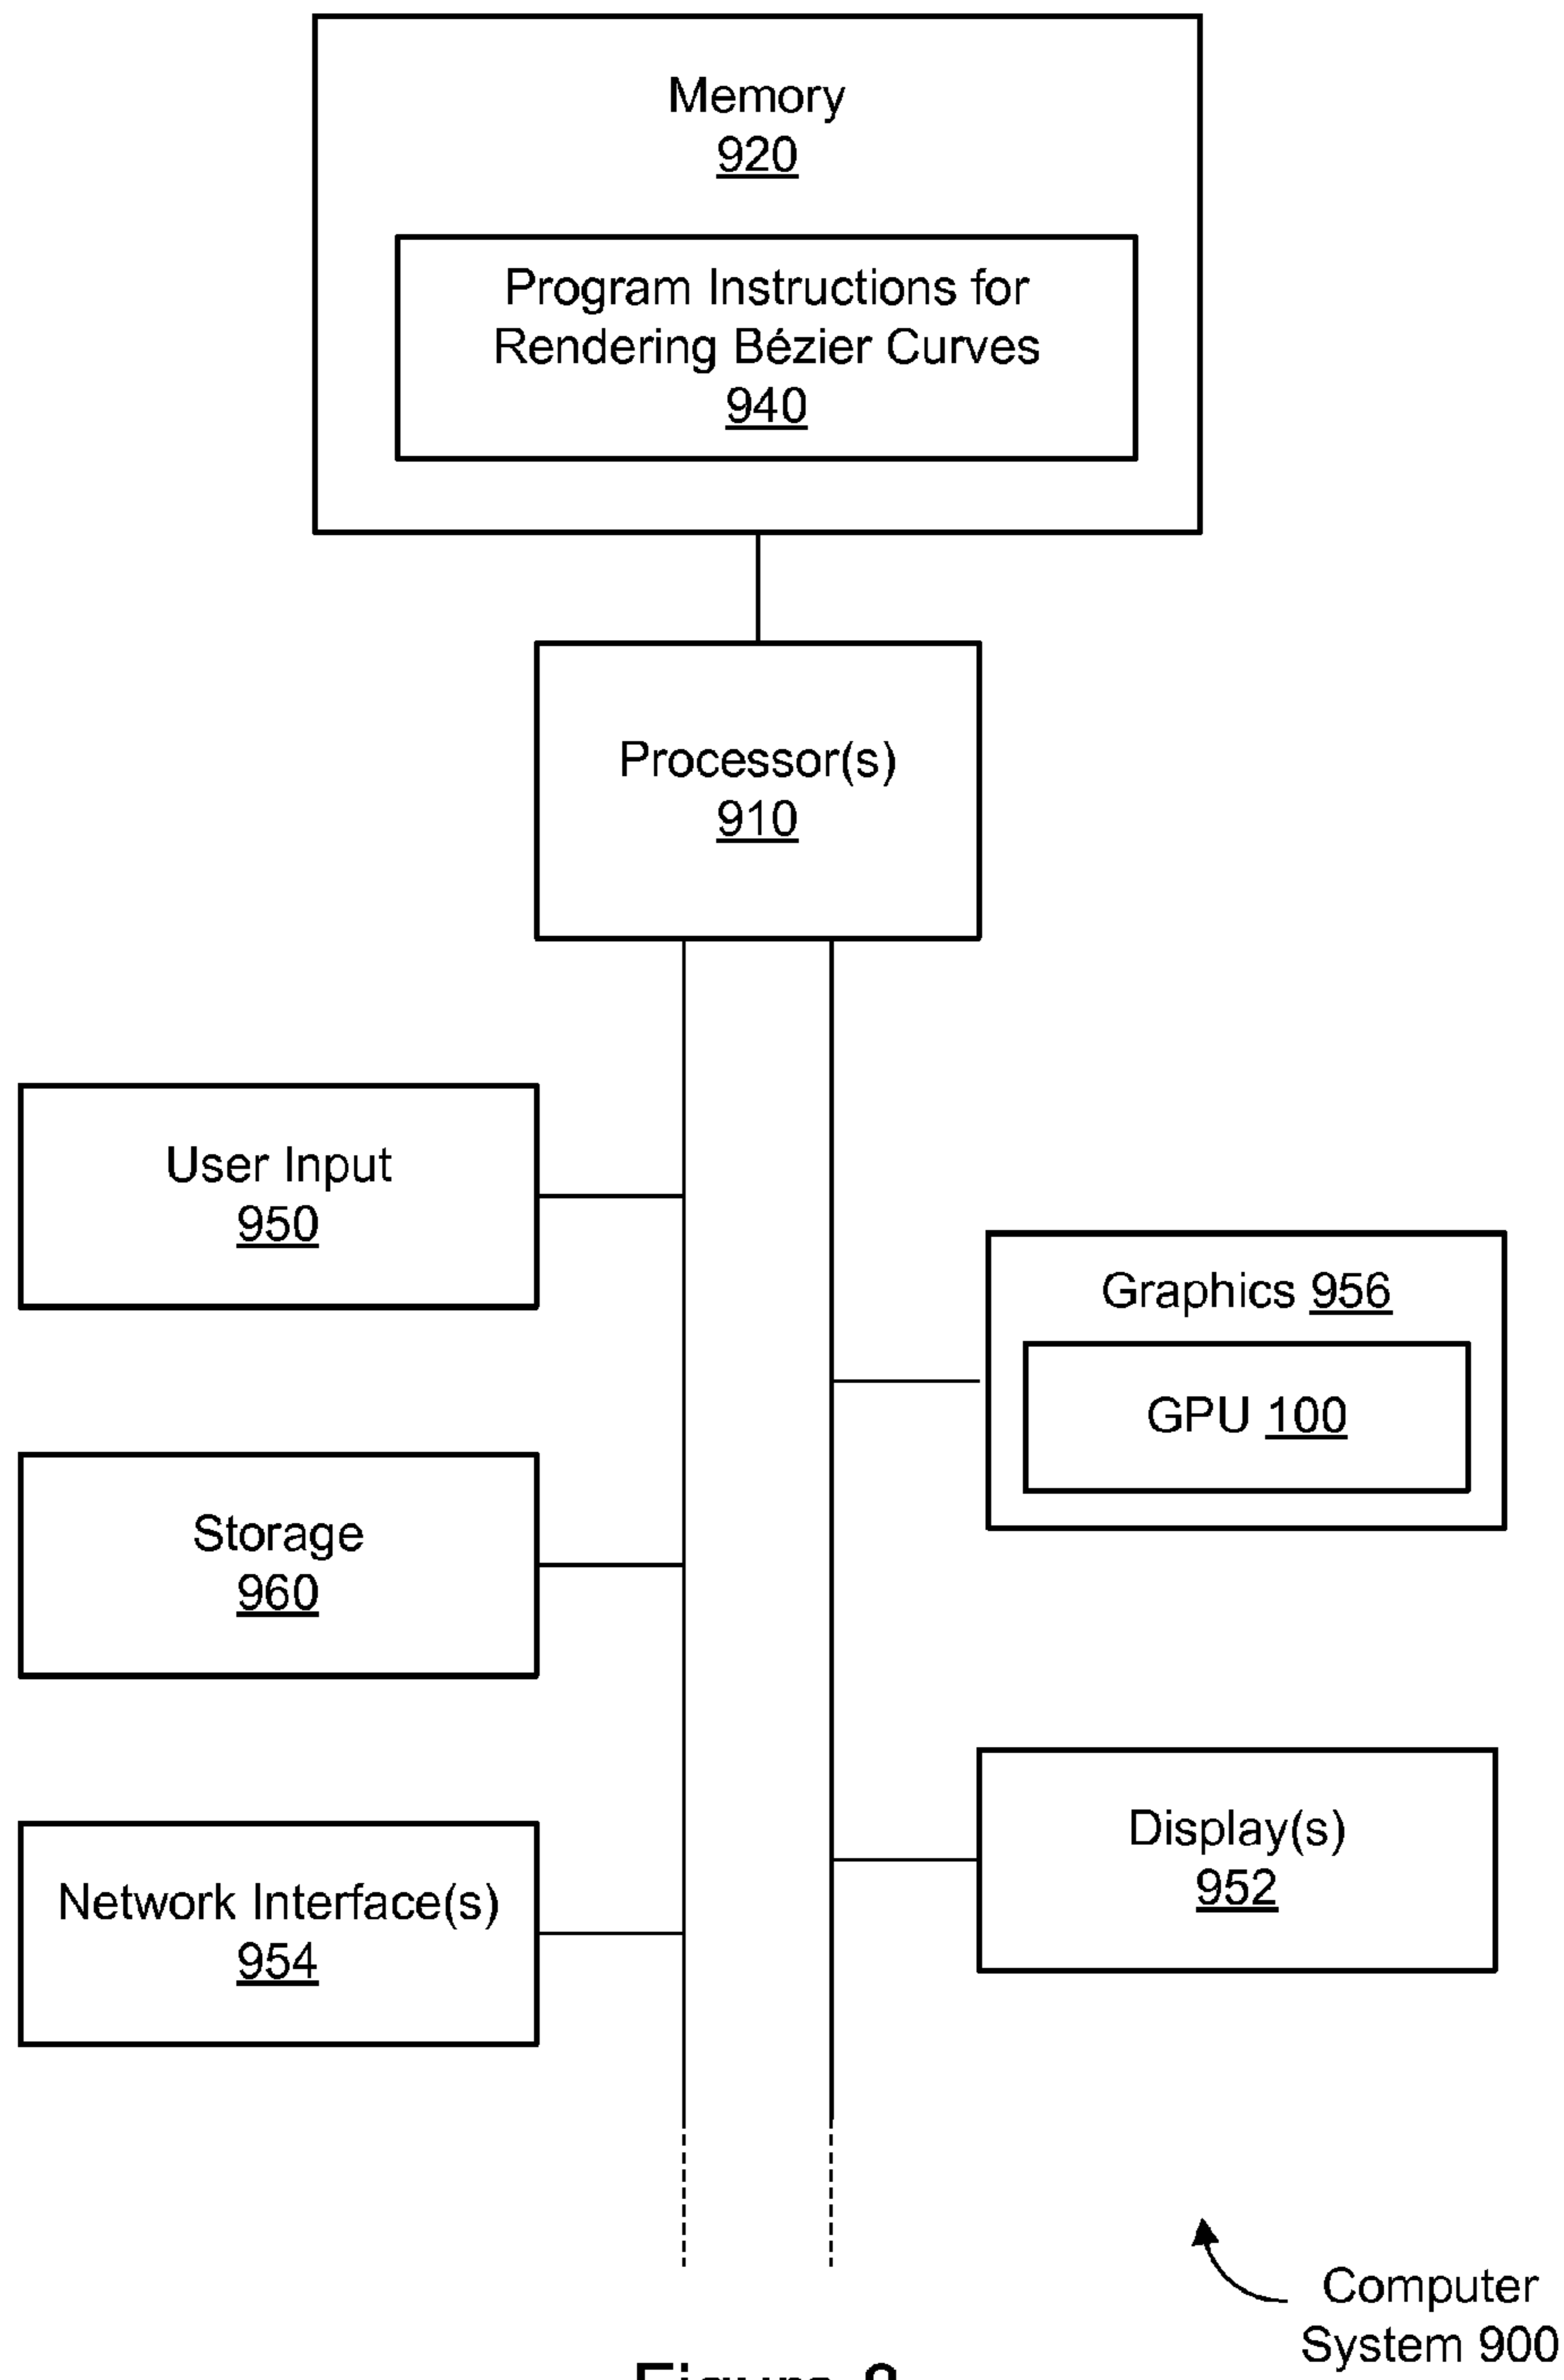 Memory
920
Program Instructions for
Rendering Bézier Curves
940
Processor(s)
910
User Input
950
Graphics 956
GPU 100
Storage
960
Display(s)
952
Network Interface(s)
954
Computer
System 900
Figure